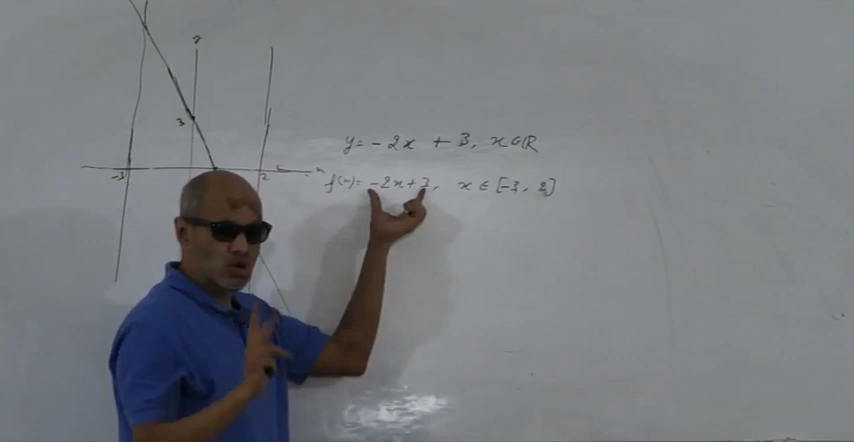 y
3
-3
2
x
y = -2x + 3, x ∈ R
f(x) = -2x+3, x ∈ [-3, 2]